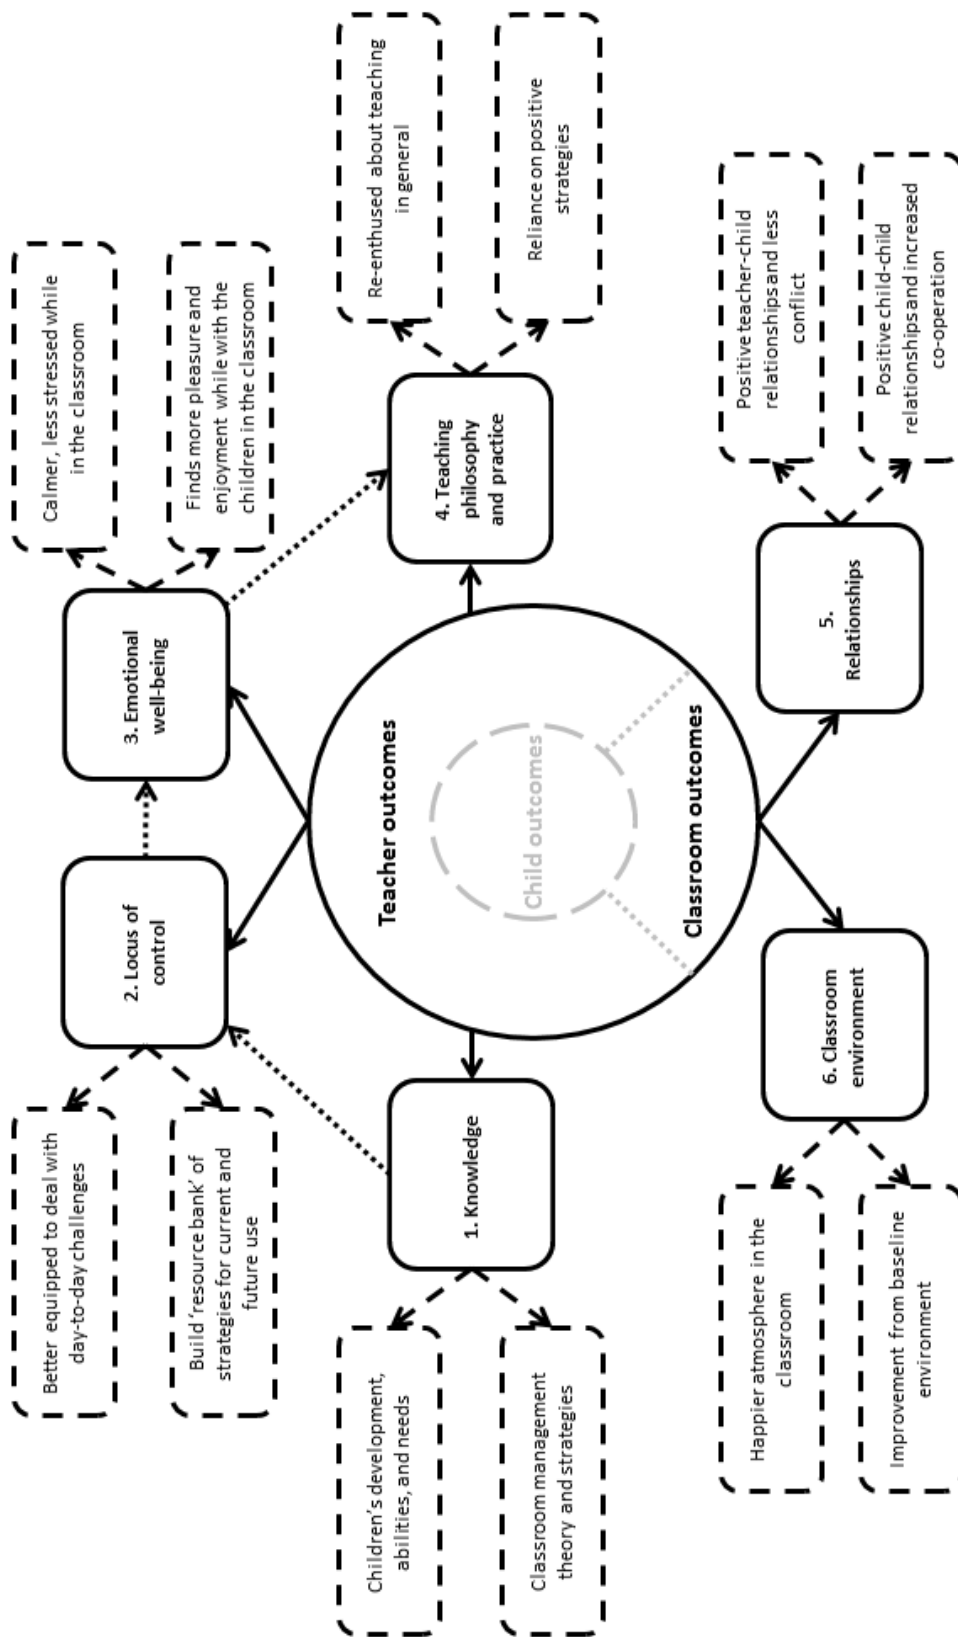 Better equipped to deal with
day-to-day challenges
Build 'resource bank' of
strategies for current and
future use
2. Locus of
control
3. Emotional
well-being
Calmer, less stressed while
in the classroom
Finds more pleasure and
enjoyment while with the
children in the classroom
Children's development,
abilities, and needs
Classroom management
theory and strategies
1. Knowledge
Teacher outcomes
Child outcomes
Classroom outcomes
4. Teaching
philosophy
and practice
Re-enthused about teaching
in general
Reliance on positive
strategies
Happier atmosphere in the
classroom
Improvement from baseline
environment
6. Classroom
environment
5.
Relationships
Positive teacher-child
relationships and less
conflict
Positive child-child
relationships and increased
co-operation